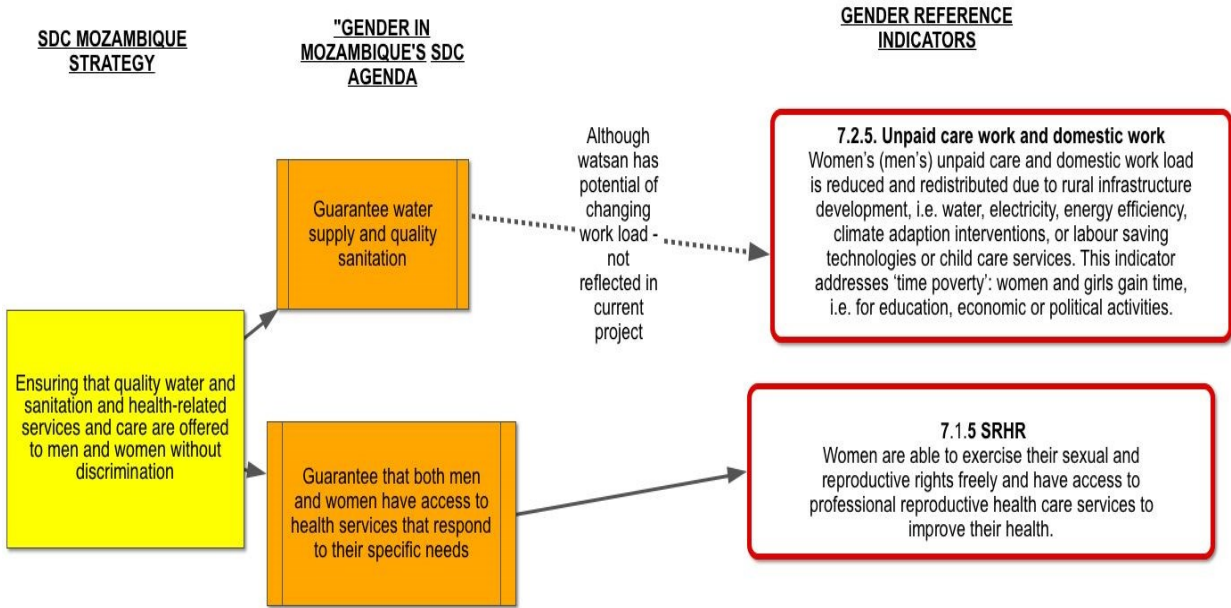 SDC MOZAMBIQUE
STRATEGY
"GENDER IN
MOZAMBIQUE'S SDC
AGENDA
GENDER REFERENCE
INDICATORS
Ensuring that quality water and
sanitation and health-related
services and care are offered
to men and women without
discrimination
Guarantee water
supply and quality
sanitation
Although
watsan has
potential of
changing
work load -
not
reflected in
current
project
7.2.5. Unpaid care work and domestic work
Women’s (men’s) unpaid care and domestic work load
is reduced and redistributed due to rural infrastructure
development, i.e. water, electricity, energy efficiency,
climate adaption interventions, or labour saving
technologies or child care services. This indicator
addresses ‘time poverty’: women and girls gain time,
i.e. for education, economic or political activities.
Guarantee that both men
and women have access to
health services that respond
to their specific needs
7.1.5 SRHR
Women are able to exercise their sexual and
reproductive rights freely and have access to
professional reproductive health care services to
improve their health.